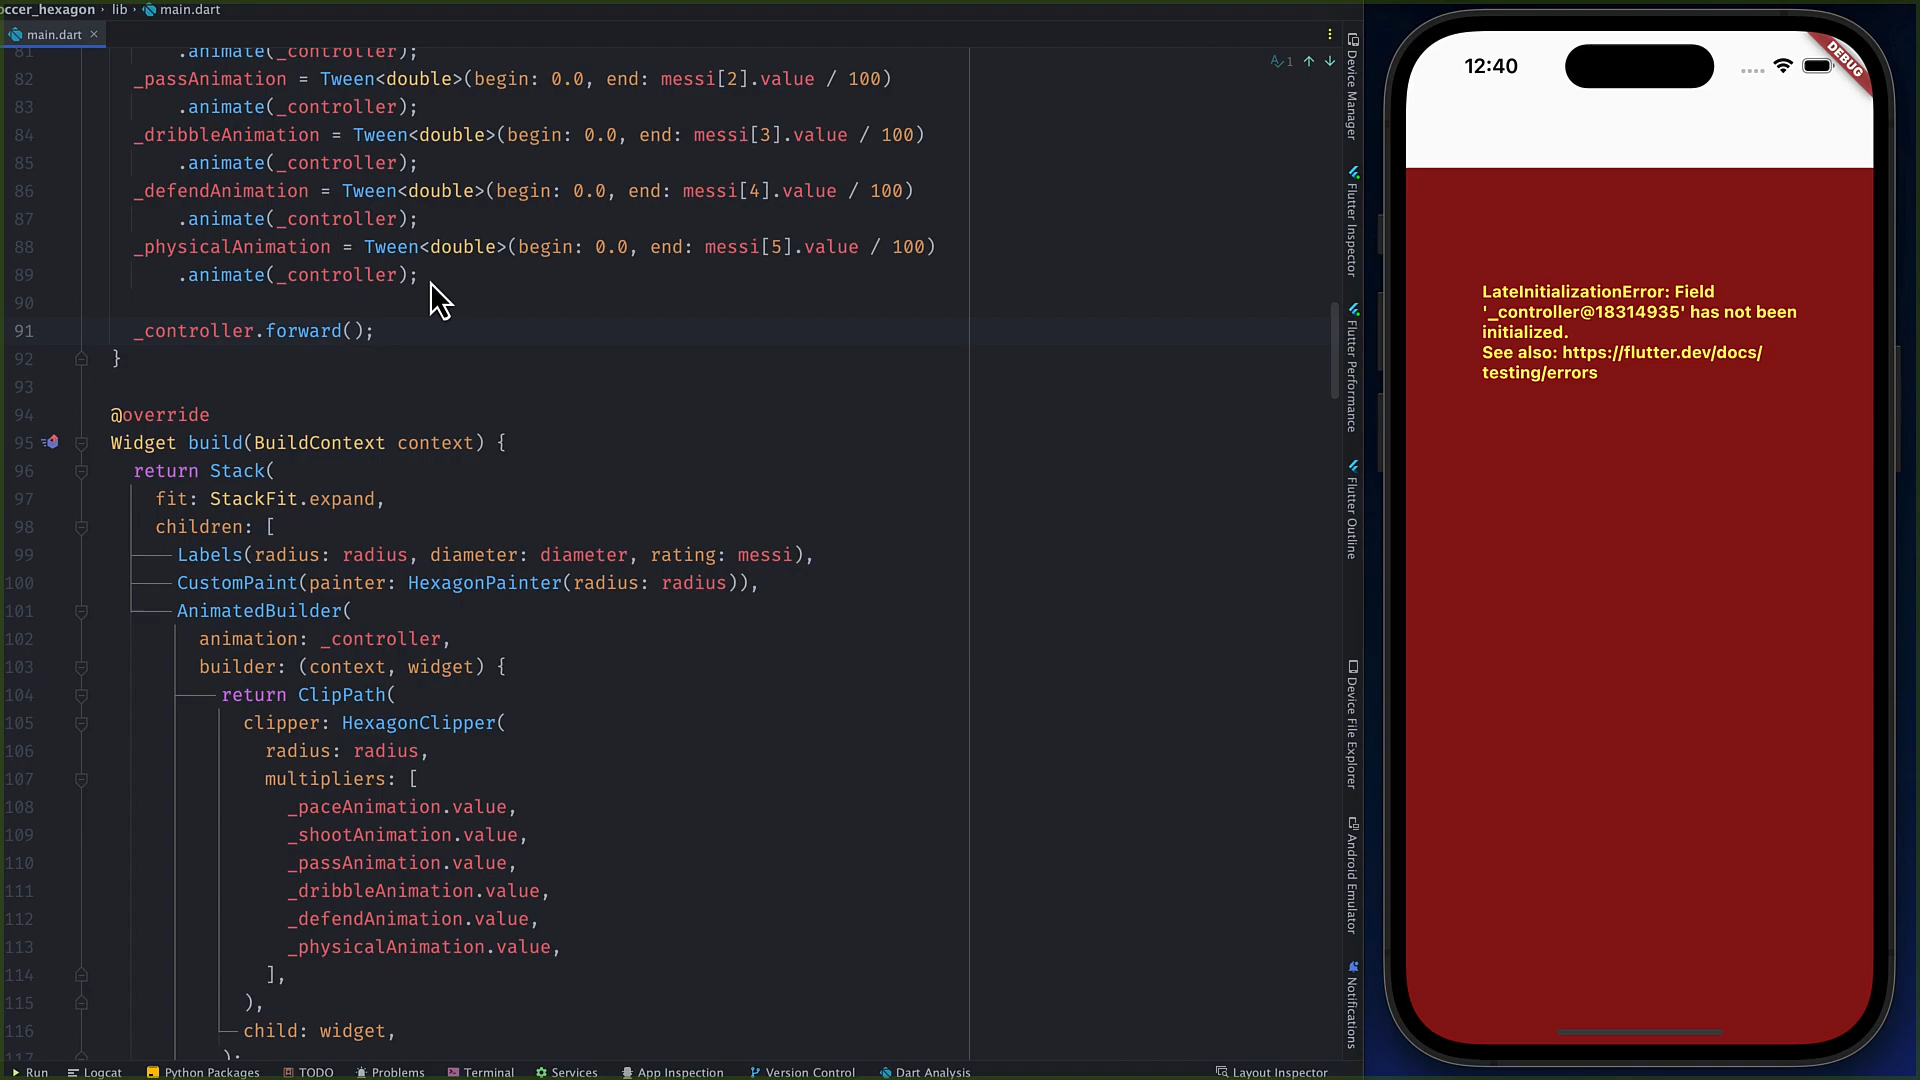 occer_hexagon › lib › main.dart
main.dart ×
81 .animate(_controller);
82 _passAnimation = Tween<double>(begin: 0.0, end: messi[2].value / 100)
83 .animate(_controller);
84 _dribbleAnimation = Tween<double>(begin: 0.0, end: messi[3].value / 100)
85 .animate(_controller);
86 _defendAnimation = Tween<double>(begin: 0.0, end: messi[4].value / 100)
87 .animate(_controller);
88 _physicalAnimation = Tween<double>(begin: 0.0, end: messi[5].value / 100)
89 .animate(_controller);
90
91 _controller.forward();
92 }
93
94 @override
95 Widget build(BuildContext context) {
96 return Stack(
97 fit: StackFit.expand,
98 children: [
99 Labels(radius: radius, diameter: diameter, rating: messi),
100 CustomPaint(painter: HexagonPainter(radius: radius)),
101 AnimatedBuilder(
102 animation: _controller,
103 builder: (context, widget) {
104 return ClipPath(
105 clipper: HexagonClipper(
106 radius: radius,
107 multipliers: [
108 _paceAnimation.value,
109 _shootAnimation.value,
110 _passAnimation.value,
111 _dribbleAnimation.value,
112 _defendAnimation.value,
113 _physicalAnimation.value,
114 ],
115 ),
116 child: widget,
117 );
1
Device Manager
Flutter Inspector
Flutter Performance
Flutter Outline
Device File Explorer
Android Emulator
Notifications
Run Logcat Python Packages TODO Problems Terminal Services App Inspection Version Control Dart Analysis Layout Inspector
12:40
DEBUG
LateInitializationError: Field
'_controller@18314935' has not been
initialized.
See also: https://flutter.dev/docs/
testing/errors